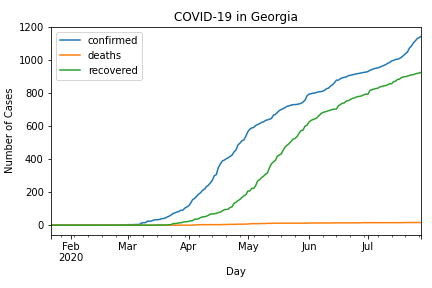 COVID-19 in Georgia
confirmed
deaths
recovered
Number of Cases
1200
1000
800
600
400
200
0
Feb Mar Apr May Jun Jul
2020
Day